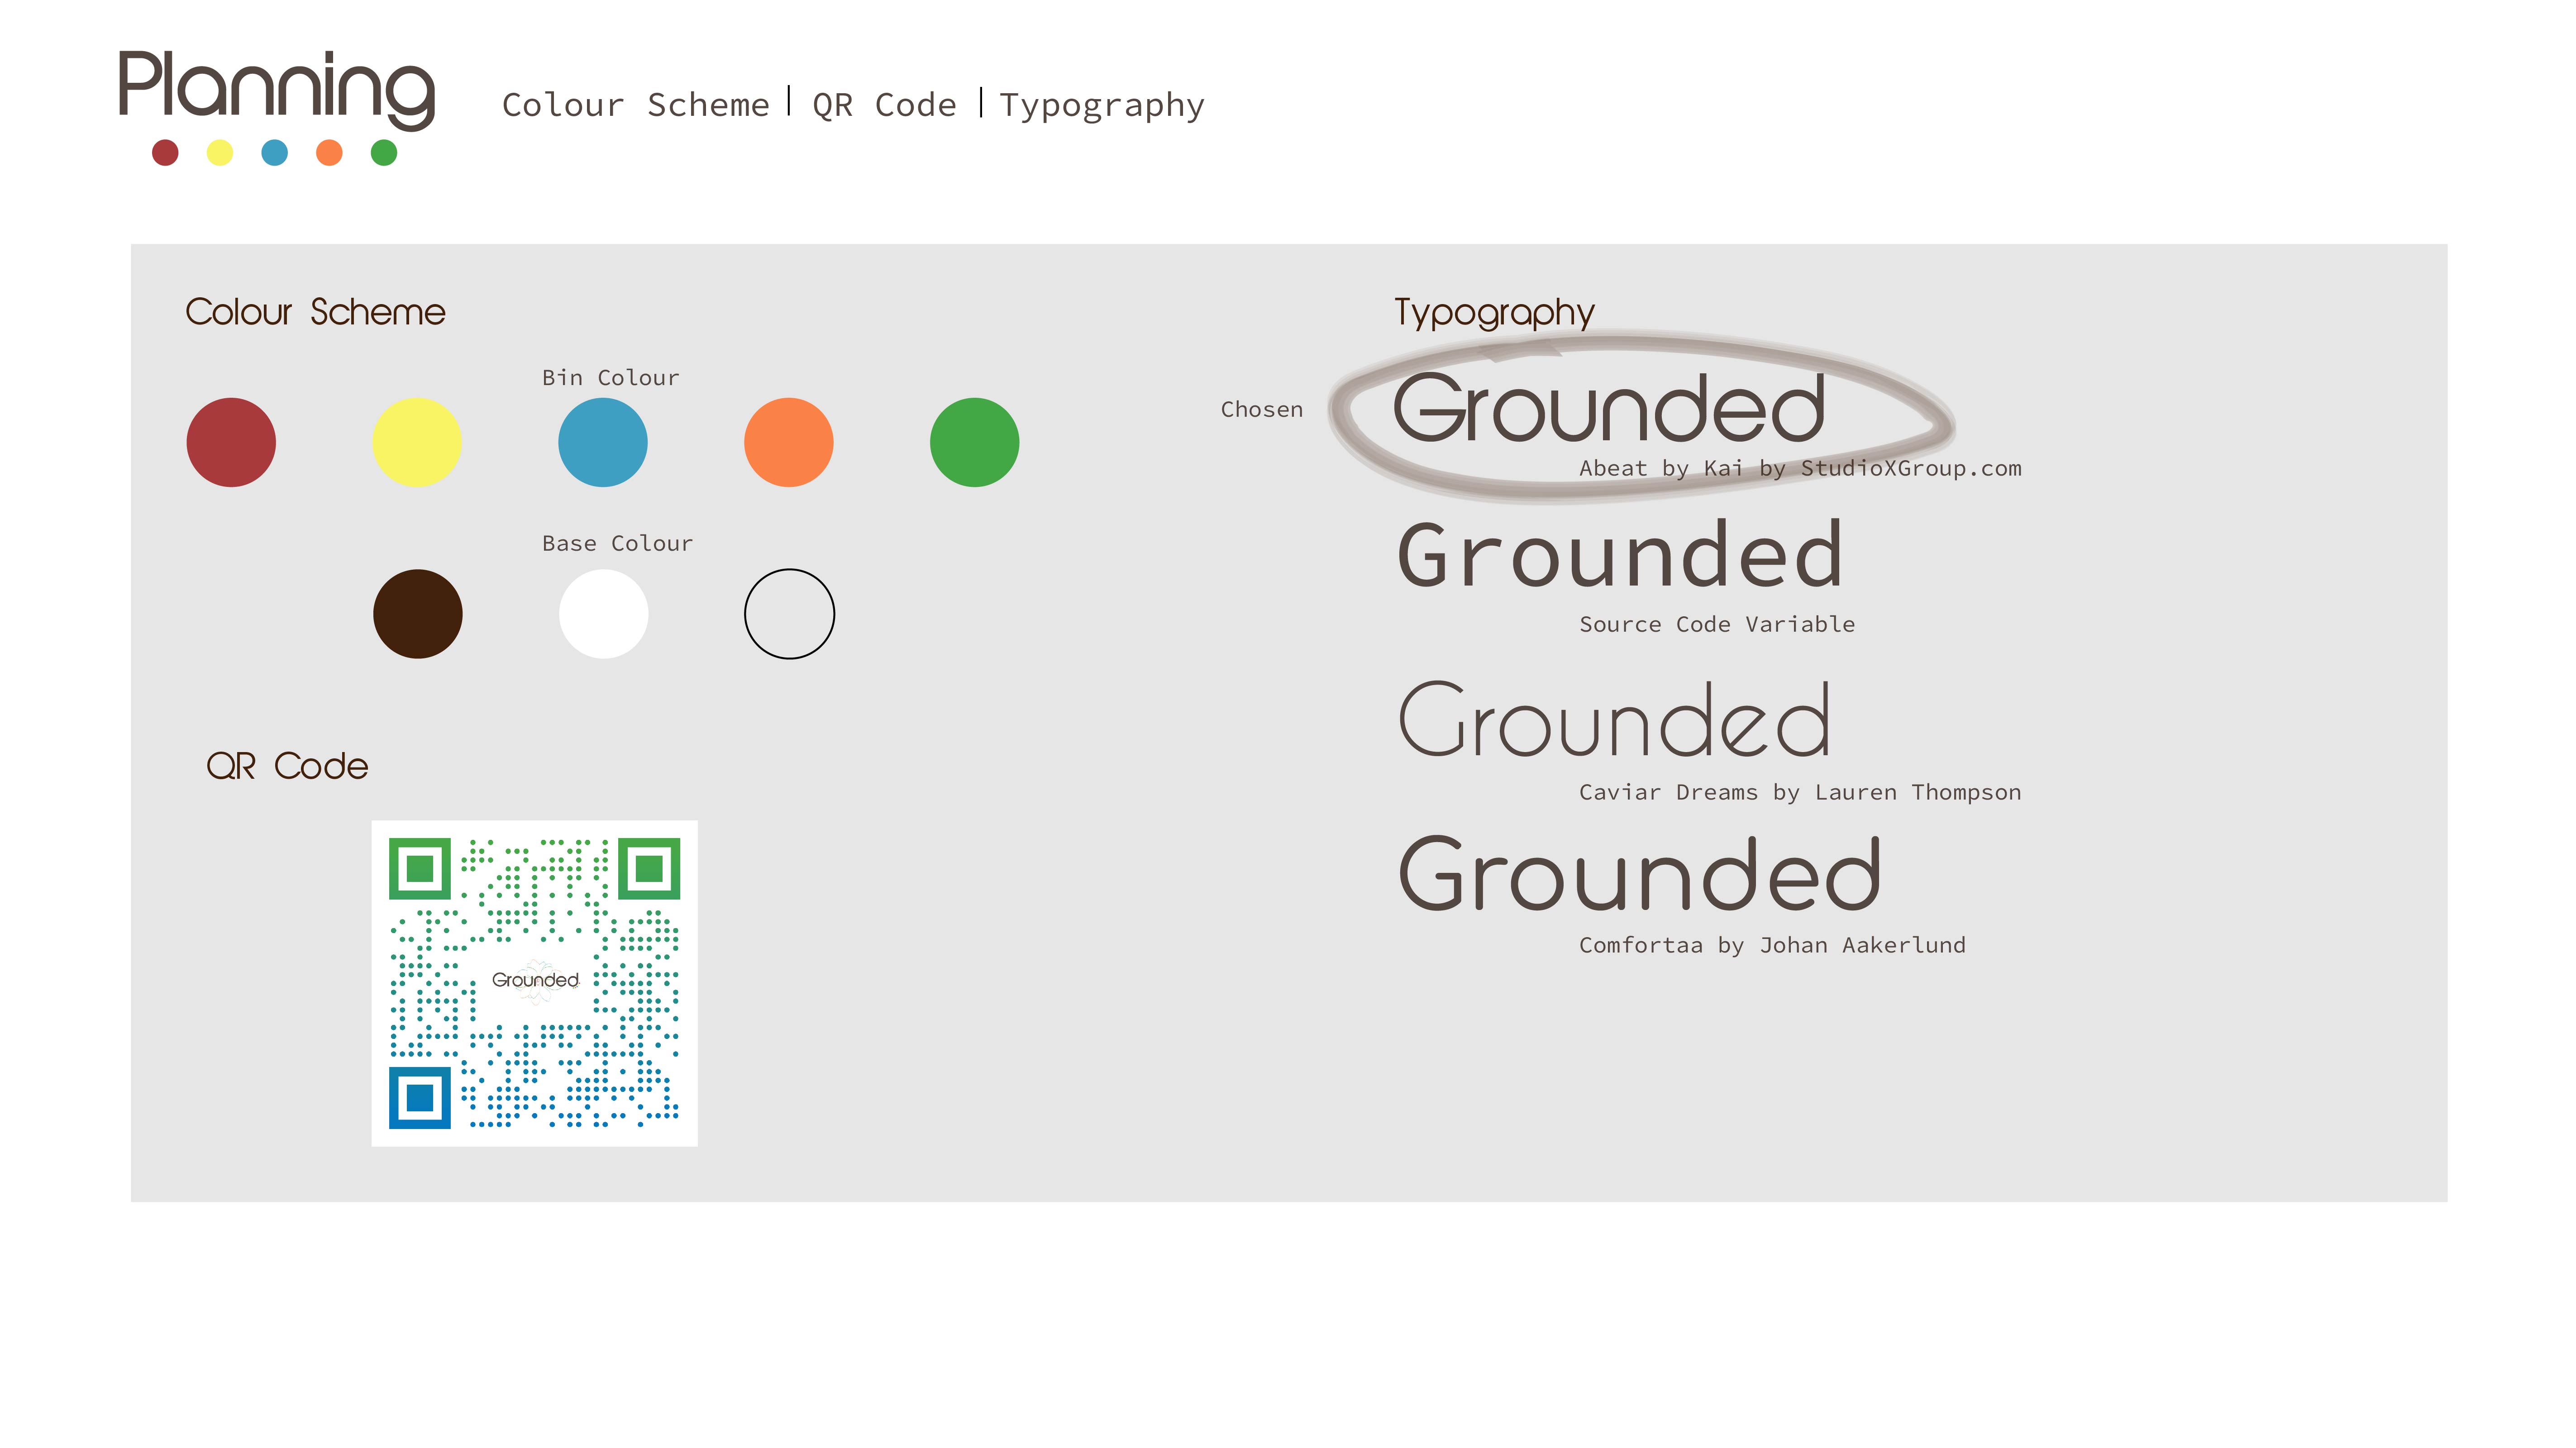 Planning
Colour Scheme | QR Code | Typography
Colour Scheme
Bin Colour
Base Colour
QR Code
Grounded
Typography
Chosen
Grounded
Abeat by Kai by StudioXGroup.com
Grounded
Source Code Variable
Grounded
Caviar Dreams by Lauren Thompson
Grounded
Comfortaa by Johan Aakerlund